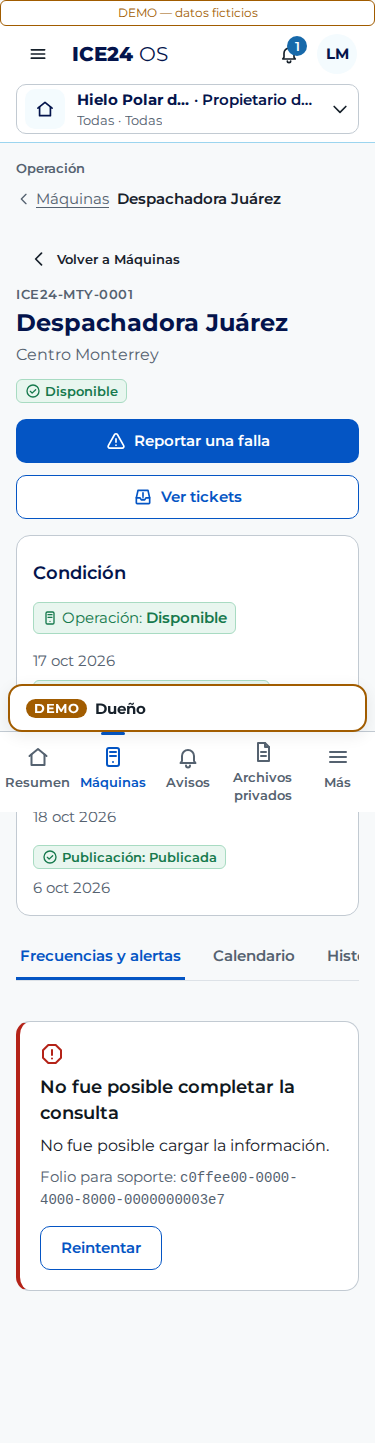 DEMO — datos ficticios
ICE24 OS
1
LM
Hielo Polar d... · Propietario d...
Todas · Todas
Operación
Máquinas Despachadora Juárez
Volver a Máquinas
ICE24-MTY-0001
Despachadora Juárez
Centro Monterrey
Disponible
Reportar una falla
Ver tickets
Condición
Operación: Disponible
17 oct 2026
DEMO Dueño
Resumen
Máquinas
Avisos
Archivos privados
Más
18 oct 2026
Publicación: Publicada
6 oct 2026
Frecuencias y alertas
Calendario
Histo
No fue posible completar la
consulta
No fue posible cargar la información.
Folio para soporte: c0ffee00-0000-
4000-8000-0000000003e7
Reintentar